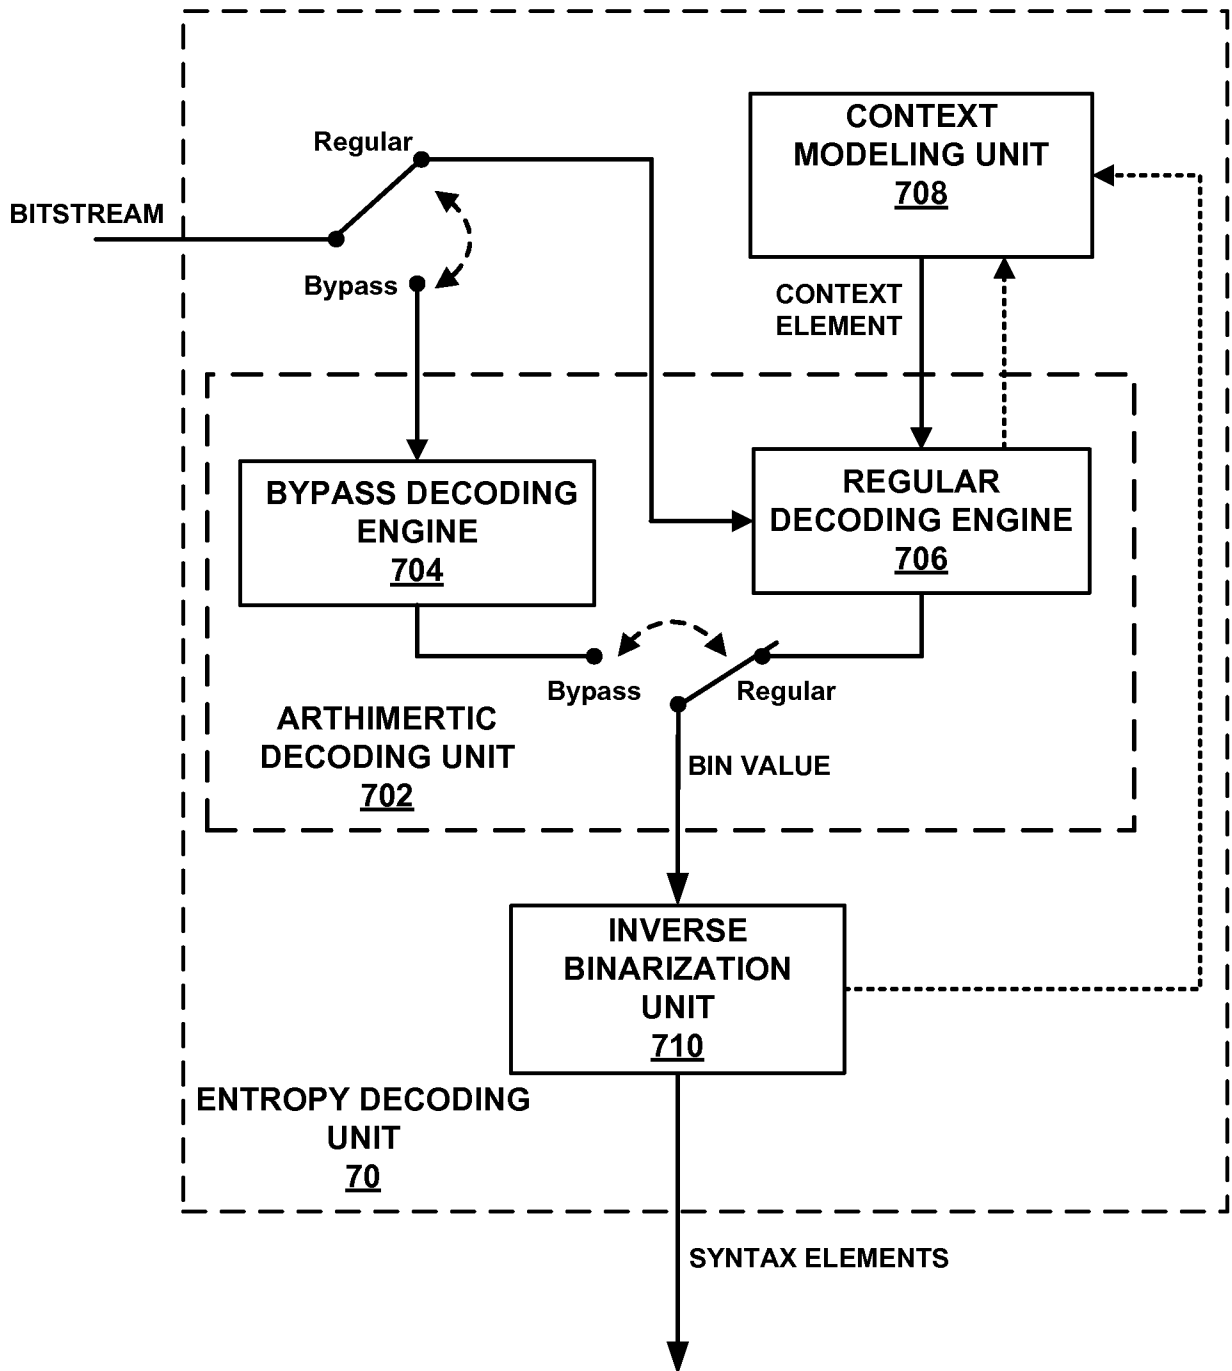 CONTEXT
MODELING UNIT
708
Regular
BITSTREAM
Bypass
CONTEXT
ELEMENT
BYPASS DECODING
ENGINE
704
REGULAR
DECODING ENGINE
706
Bypass
Regular
ARTHIMERTIC
DECODING UNIT
702
BIN VALUE
INVERSE
BINARIZATION
UNIT
710
ENTROPY DECODING
UNIT
70
SYNTAX ELEMENTS